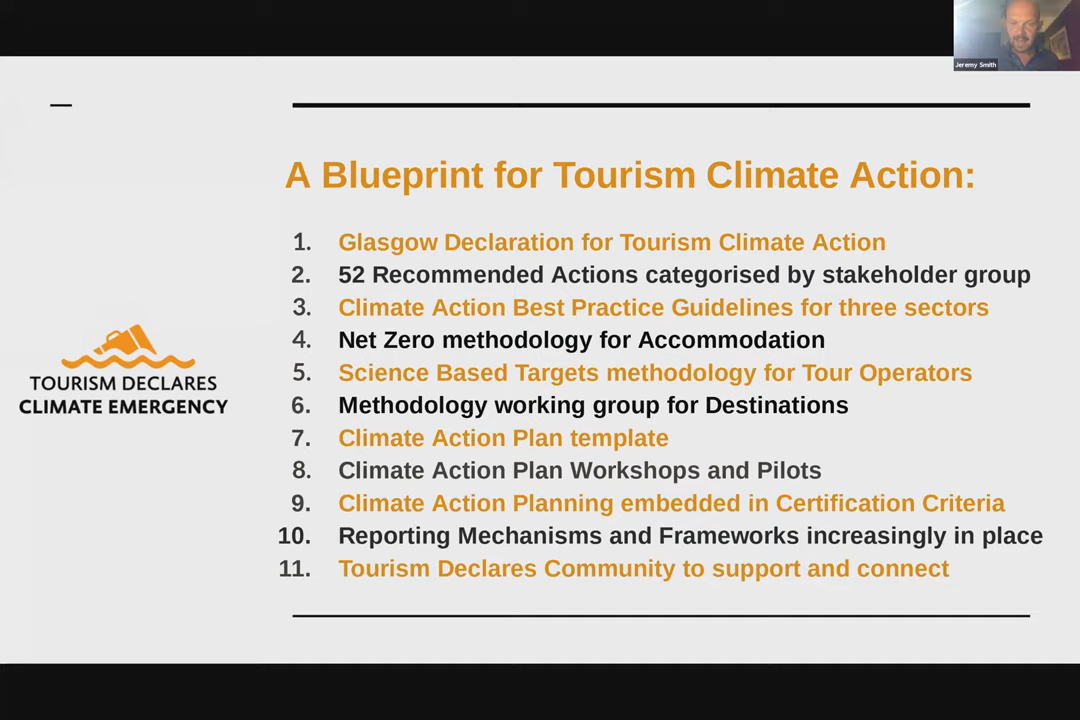 Jeremy Smith
A Blueprint for Tourism Climate Action:
1. Glasgow Declaration for Tourism Climate Action
2. 52 Recommended Actions categorised by stakeholder group
3. Climate Action Best Practice Guidelines for three sectors
4. Net Zero methodology for Accommodation
5. Science Based Targets methodology for Tour Operators
6. Methodology working group for Destinations
7. Climate Action Plan template
8. Climate Action Plan Workshops and Pilots
9. Climate Action Planning embedded in Certification Criteria
10. Reporting Mechanisms and Frameworks increasingly in place
11. Tourism Declares Community to support and connect
TOURISM DECLARES
CLIMATE EMERGENCY